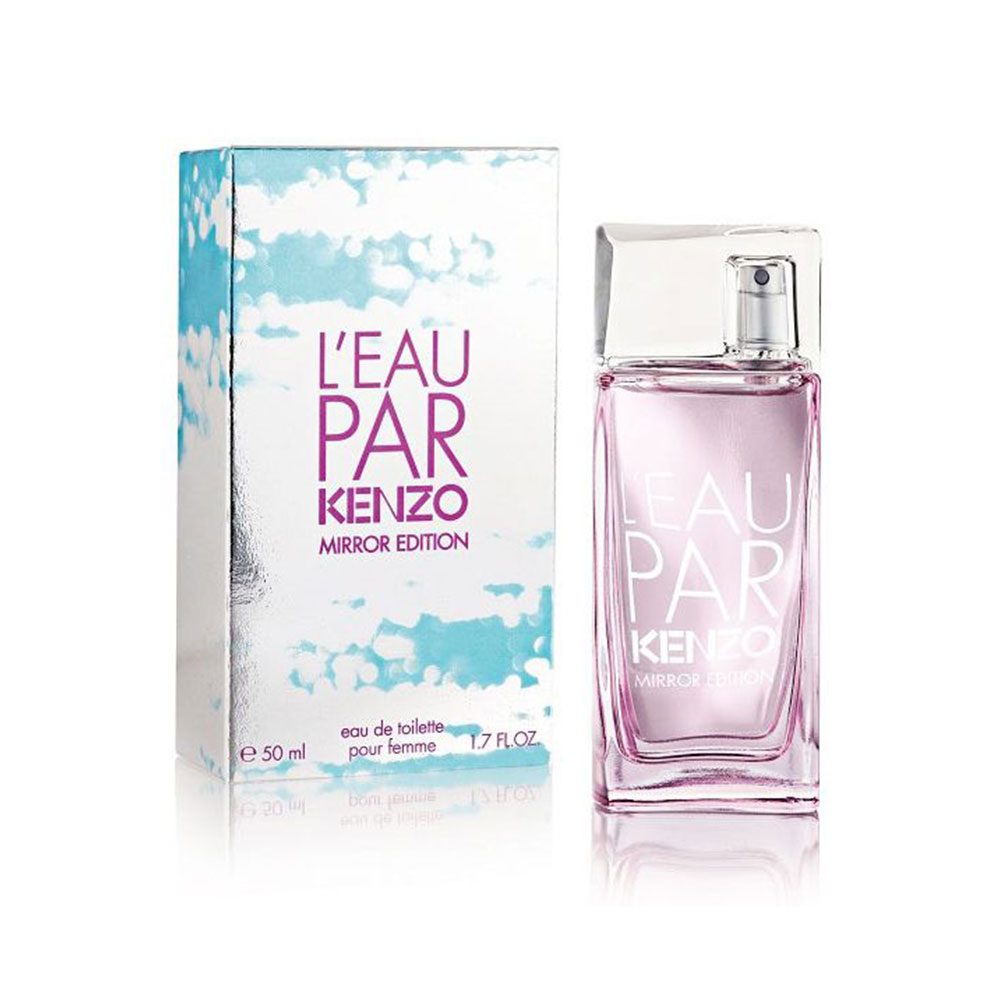 L'EAU
PAR
KENZO
MIRROR EDITION
eau de toilette
pour femme
℮ 50 ml
1.7 FL.OZ.
L'EAU
PAR
KENZO
MIRROR EDITION